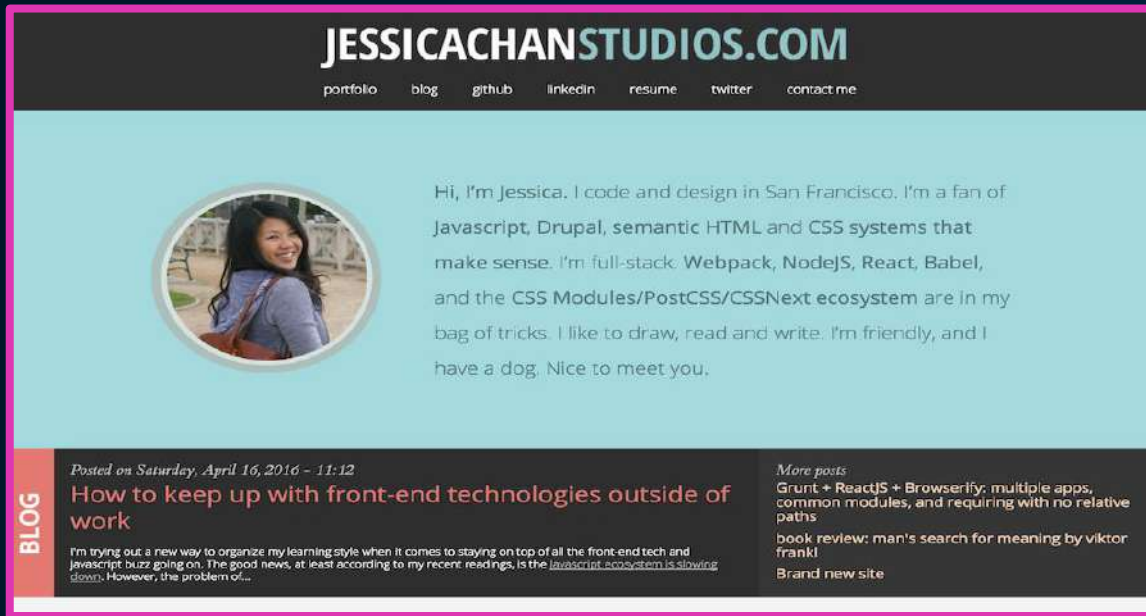 JESSICACHANSTUDIOS.COM
portfolio blog github linkedin resume twitter contact me
Hi, I'm Jessica. I code and design in San Francisco. I'm a fan of
Javascript, Drupal, semantic HTML and CSS systems that
make sense. I'm full-stack. Webpack, NodeJS, React, Babel,
and the CSS Modules/PostCSS/CSSNext ecosystem are in my
bag of tricks. I like to draw, read and write. I'm friendly, and I
have a dog. Nice to meet you.
BLOG
Posted on Saturday, April 16, 2016 - 11:12
How to keep up with front-end technologies outside of
work
I'm trying out a new way to organize my learning style when it comes to staying on top of all the front-end tech and
javascript buzz going on. The good news, at least according to my recent readings, is the javascript ecosystem is slowing
down. However, the problem of...
More posts
Grunt + ReactJS + Browserify: multiple apps,
common modules, and requiring with no relative
paths
book review: man's search for meaning by viktor
frankl
Brand new site